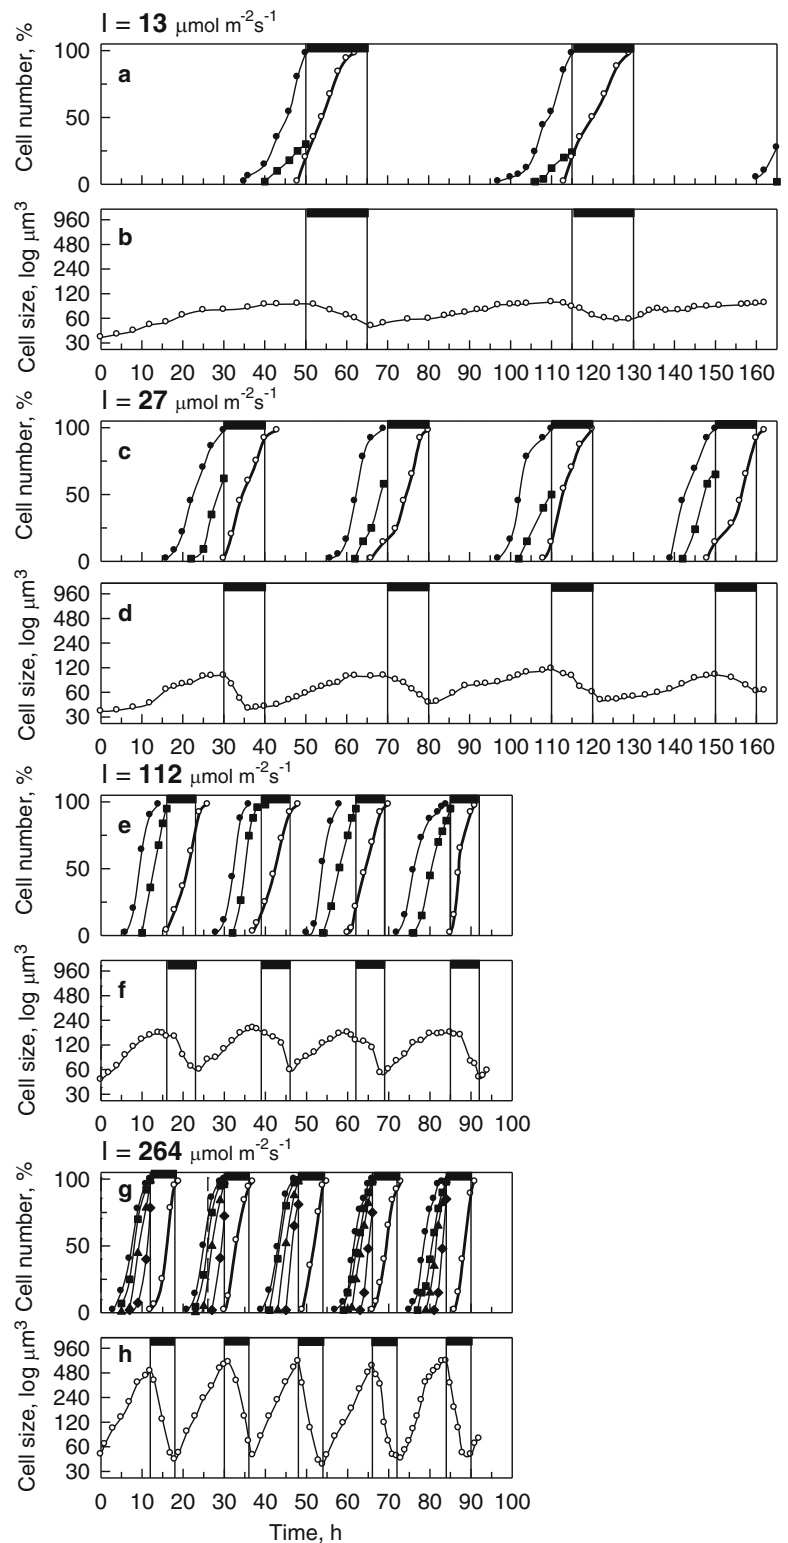 I = 13 μmol m-2s-1
Cell number, %
100
50
0
a
Cell size, log μm3
960
480
240
120
60
30
b
0 10 20 30 40 50 60 70 80 90 100 110 120 130 140 150 160
I = 27 μmol m-2s-1
Cell number, %
100
50
0
c
Cell size, log μm3
960
480
240
120
60
30
d
0 10 20 30 40 50 60 70 80 90 100 110 120 130 140 150 160
I = 112 μmol m-2s-1
Cell number, %
100
50
0
e
Cell size, log μm3
960
480
240
120
60
30
f
0 10 20 30 40 50 60 70 80 90 100
I = 264 μmol m-2s-1
Cell number, %
100
50
0
g
Cell size, log μm3
960
480
240
120
60
30
h
0 10 20 30 40 50 60 70 80 90 100
Time, h